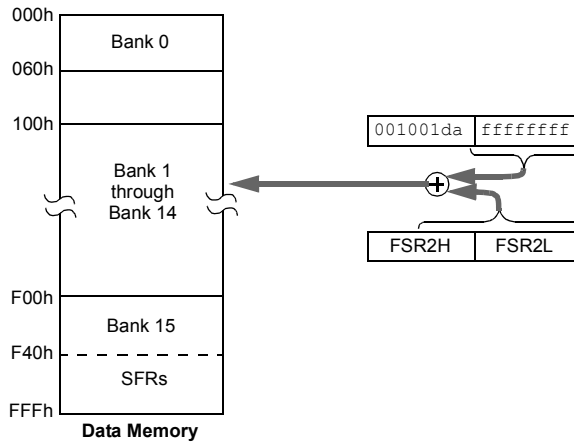 000h
Bank 0
060h
100h
001001da ffffffff
Bank 1
through
Bank 14
FSR2H FSR2L
F00h
Bank 15
F40h
SFRs
FFFh
Data Memory